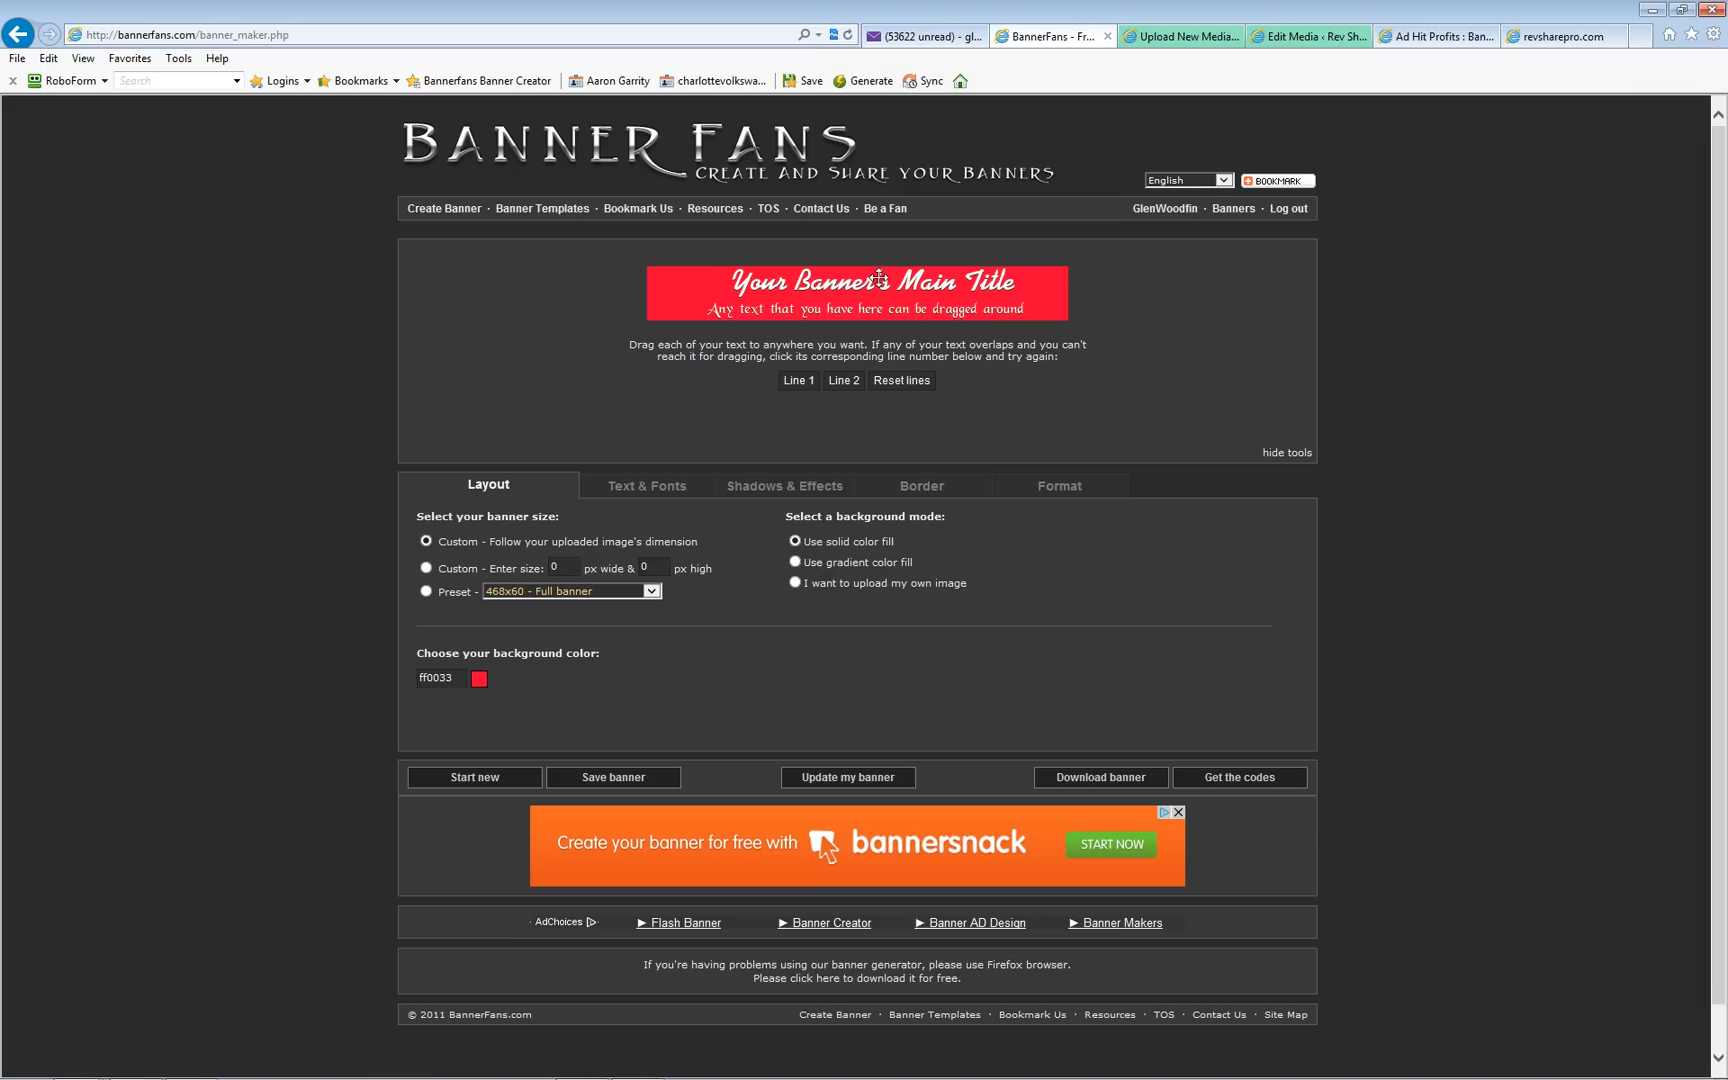 http://bannerfans.com/banner_maker.php
(53622 unread) - gl...
BannerFans - Fr...
Upload New Media...
Edit Media ‹ Rev Sh...
Ad Hit Profits : Ban...
revsharepro.com
File Edit View Favorites Tools Help
RoboForm Search Logins Bookmarks Bannerfans Banner Creator Aaron Garrity charlottevolkswa... Save Generate Sync
BANNER FANS
CREATE AND SHARE YOUR BANNERS
English BOOKMARK
Create Banner · Banner Templates · Bookmark Us · Resources · TOS · Contact Us · Be a Fan
GlenWoodfin · Banners · Log out
Your Banner's Main Title
Any text that you have here can be dragged around
Drag each of your text to anywhere you want. If any of your text overlaps and you can't
reach it for dragging, click its corresponding line number below and try again:
Line 1 Line 2 Reset lines
hide tools
Layout Text & Fonts Shadows & Effects Border Format
Select your banner size:
Custom - Follow your uploaded image's dimension
Custom - Enter size: 0 px wide & 0 px high
Preset - 468x60 - Full banner
Select a background mode:
Use solid color fill
Use gradient color fill
I want to upload my own image
Choose your background color:
ff0033
Start new Save banner Update my banner Download banner Get the codes
Create your banner for free with bannersnack START NOW
AdChoices ► Flash Banner ► Banner Creator ► Banner AD Design ► Banner Makers
If you're having problems using our banner generator, please use Firefox browser.
Please click here to download it for free.
© 2011 BannerFans.com
Create Banner · Banner Templates · Bookmark Us · Resources · TOS · Contact Us · Site Map